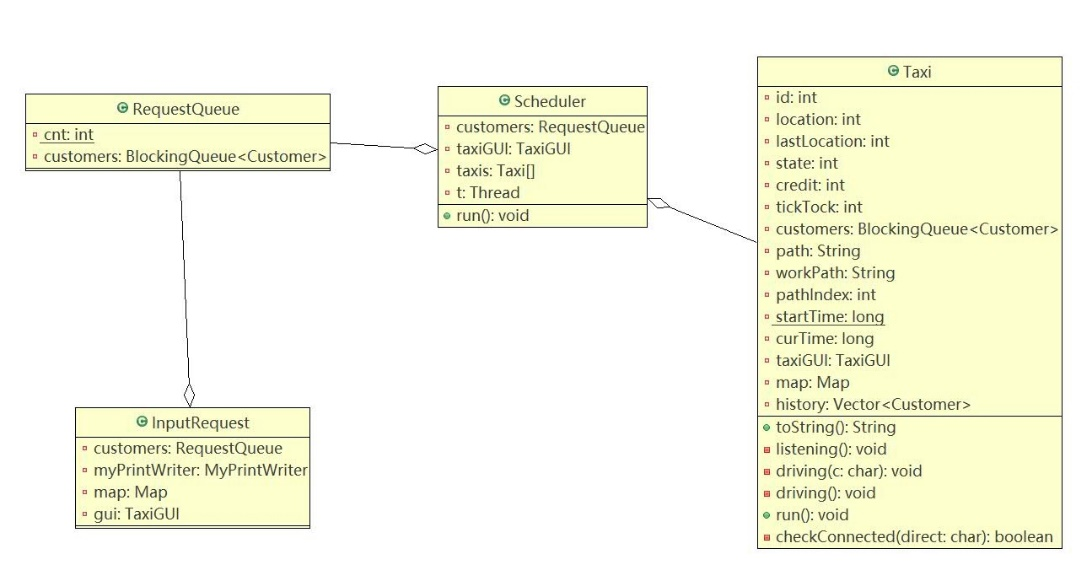 RequestQueue
cnt: int
customers: BlockingQueue<Customer>
Scheduler
customers: RequestQueue
taxiGUI: TaxiGUI
taxis: Taxi[]
t: Thread
run(): void
Taxi
id: int
location: int
lastLocation: int
state: int
credit: int
tickTock: int
customers: BlockingQueue<Customer>
path: String
workPath: String
pathIndex: int
startTime: long
curTime: long
taxiGUI: TaxiGUI
map: Map
history: Vector<Customer>
toString(): String
listening(): void
driving(c: char): void
driving(): void
run(): void
checkConnected(direct: char): boolean
InputRequest
customers: RequestQueue
myPrintWriter: MyPrintWriter
map: Map
gui: TaxiGUI